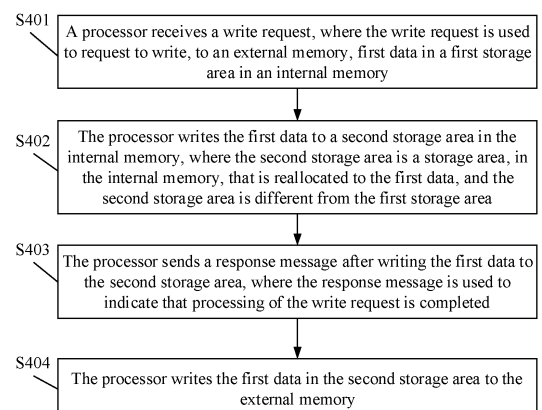 S401
A processor receives a write request, where the write request is used
to request to write, to an external memory, first data in a first storage
area in an internal memory
S402
The processor writes the first data to a second storage area in the
internal memory, where the second storage area is a storage area, in
the internal memory, that is reallocated to the first data, and the
second storage area is different from the first storage area
S403
The processor sends a response message after writing the first data to
the second storage area, where the response message is used to
indicate that processing of the write request is completed
S404
The processor writes the first data in the second storage area to the
external memory